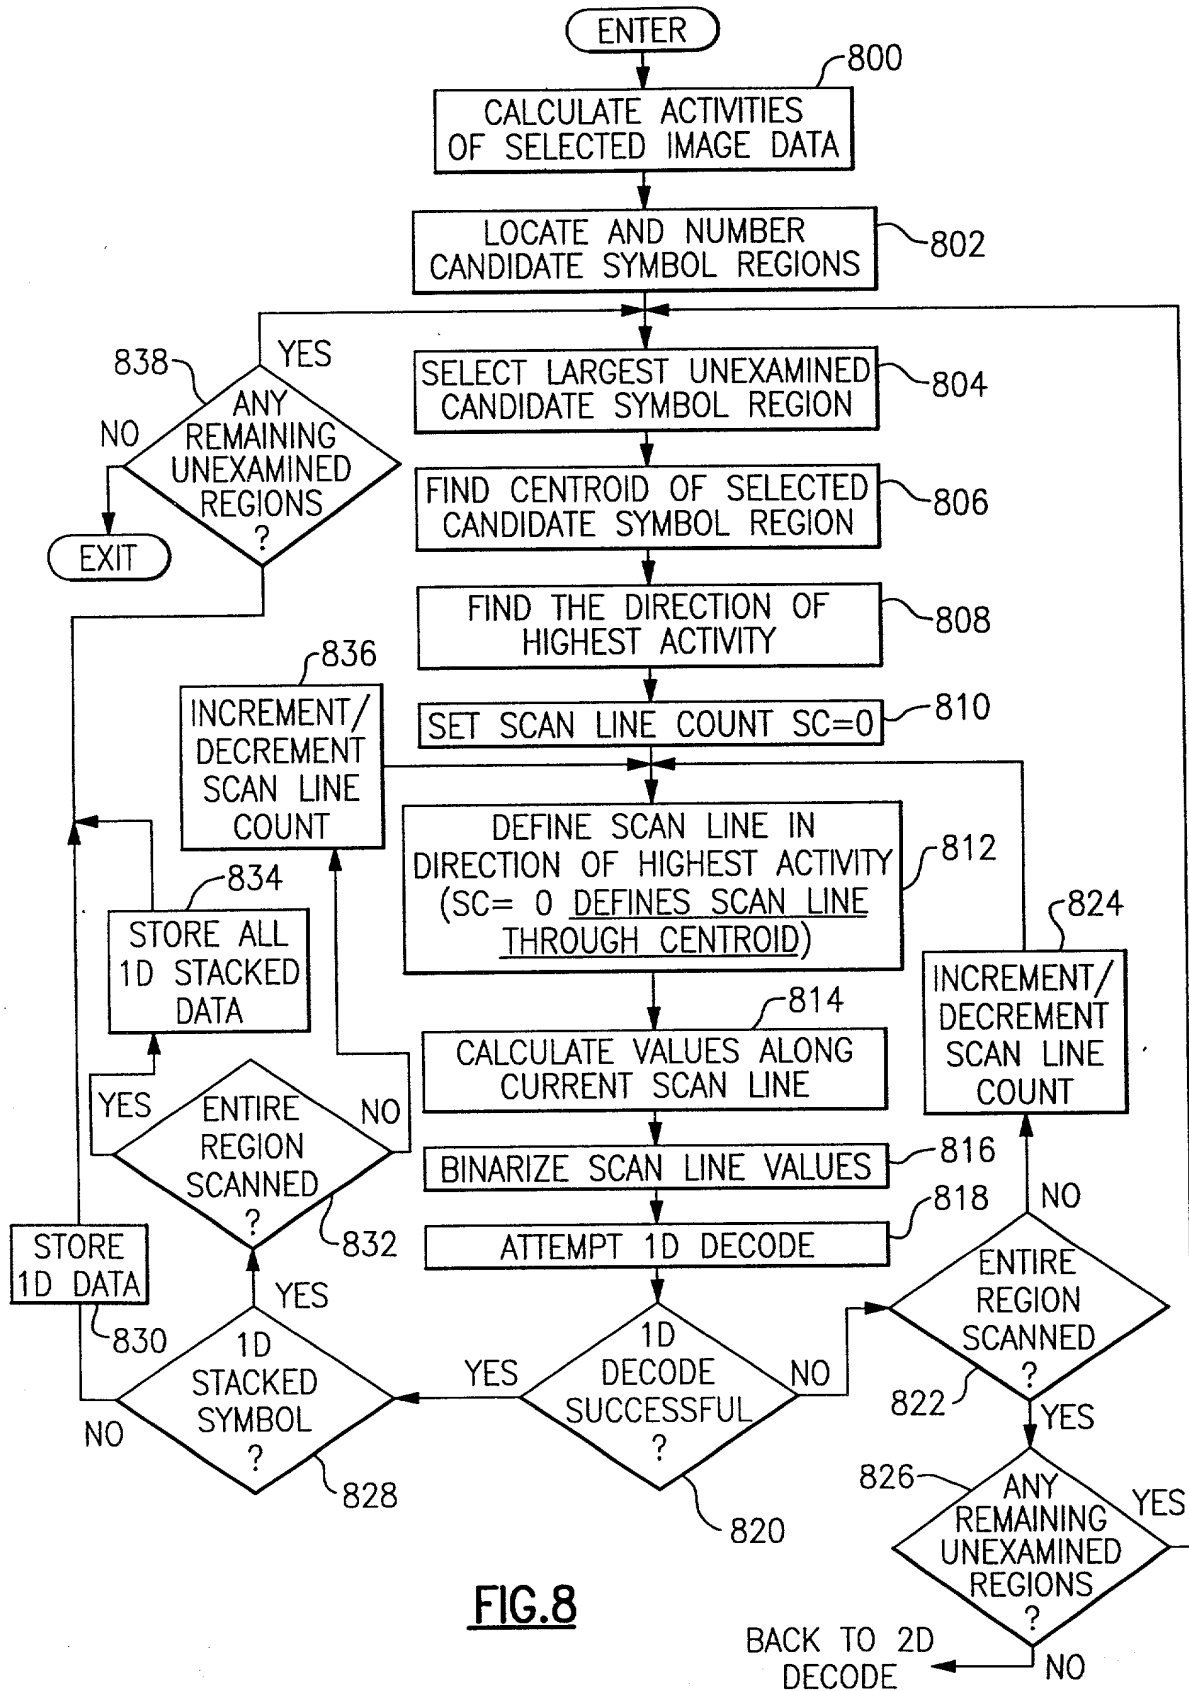 ENTER
800
CALCULATE ACTIVITIES
OF SELECTED IMAGE DATA
802
LOCATE AND NUMBER
CANDIDATE SYMBOL REGIONS
838
YES
ANY
REMAINING
UNEXAMINED
REGIONS
?
NO
EXIT
SELECT LARGEST UNEXAMINED
CANDIDATE SYMBOL REGION
804
FIND CENTROID OF SELECTED
CANDIDATE SYMBOL REGION
806
FIND THE DIRECTION OF
HIGHEST ACTIVITY
808
836
INCREMENT/
DECREMENT
SCAN LINE
COUNT
SET SCAN LINE COUNT SC=0
810
DEFINE SCAN LINE IN
DIRECTION OF HIGHEST ACTIVITY
(SC= 0 DEFINES SCAN LINE
THROUGH CENTROID)
812
834
STORE ALL
1D STACKED
DATA
824
INCREMENT/
DECREMENT
SCAN LINE
COUNT
814
CALCULATE VALUES ALONG
CURRENT SCAN LINE
YES
ENTIRE
REGION
SCANNED
?
NO
832
BINARIZE SCAN LINE VALUES
816
818
ATTEMPT 1D DECODE
NO
STORE
1D DATA
830
YES
1D
STACKED
SYMBOL
?
NO
828
YES
1D
DECODE
SUCCESSFUL
?
NO
820
ENTIRE
REGION
SCANNED
?
822
YES
826
ANY
REMAINING
UNEXAMINED
REGIONS
?
YES
NO
BACK TO 2D
DECODE
FIG.8